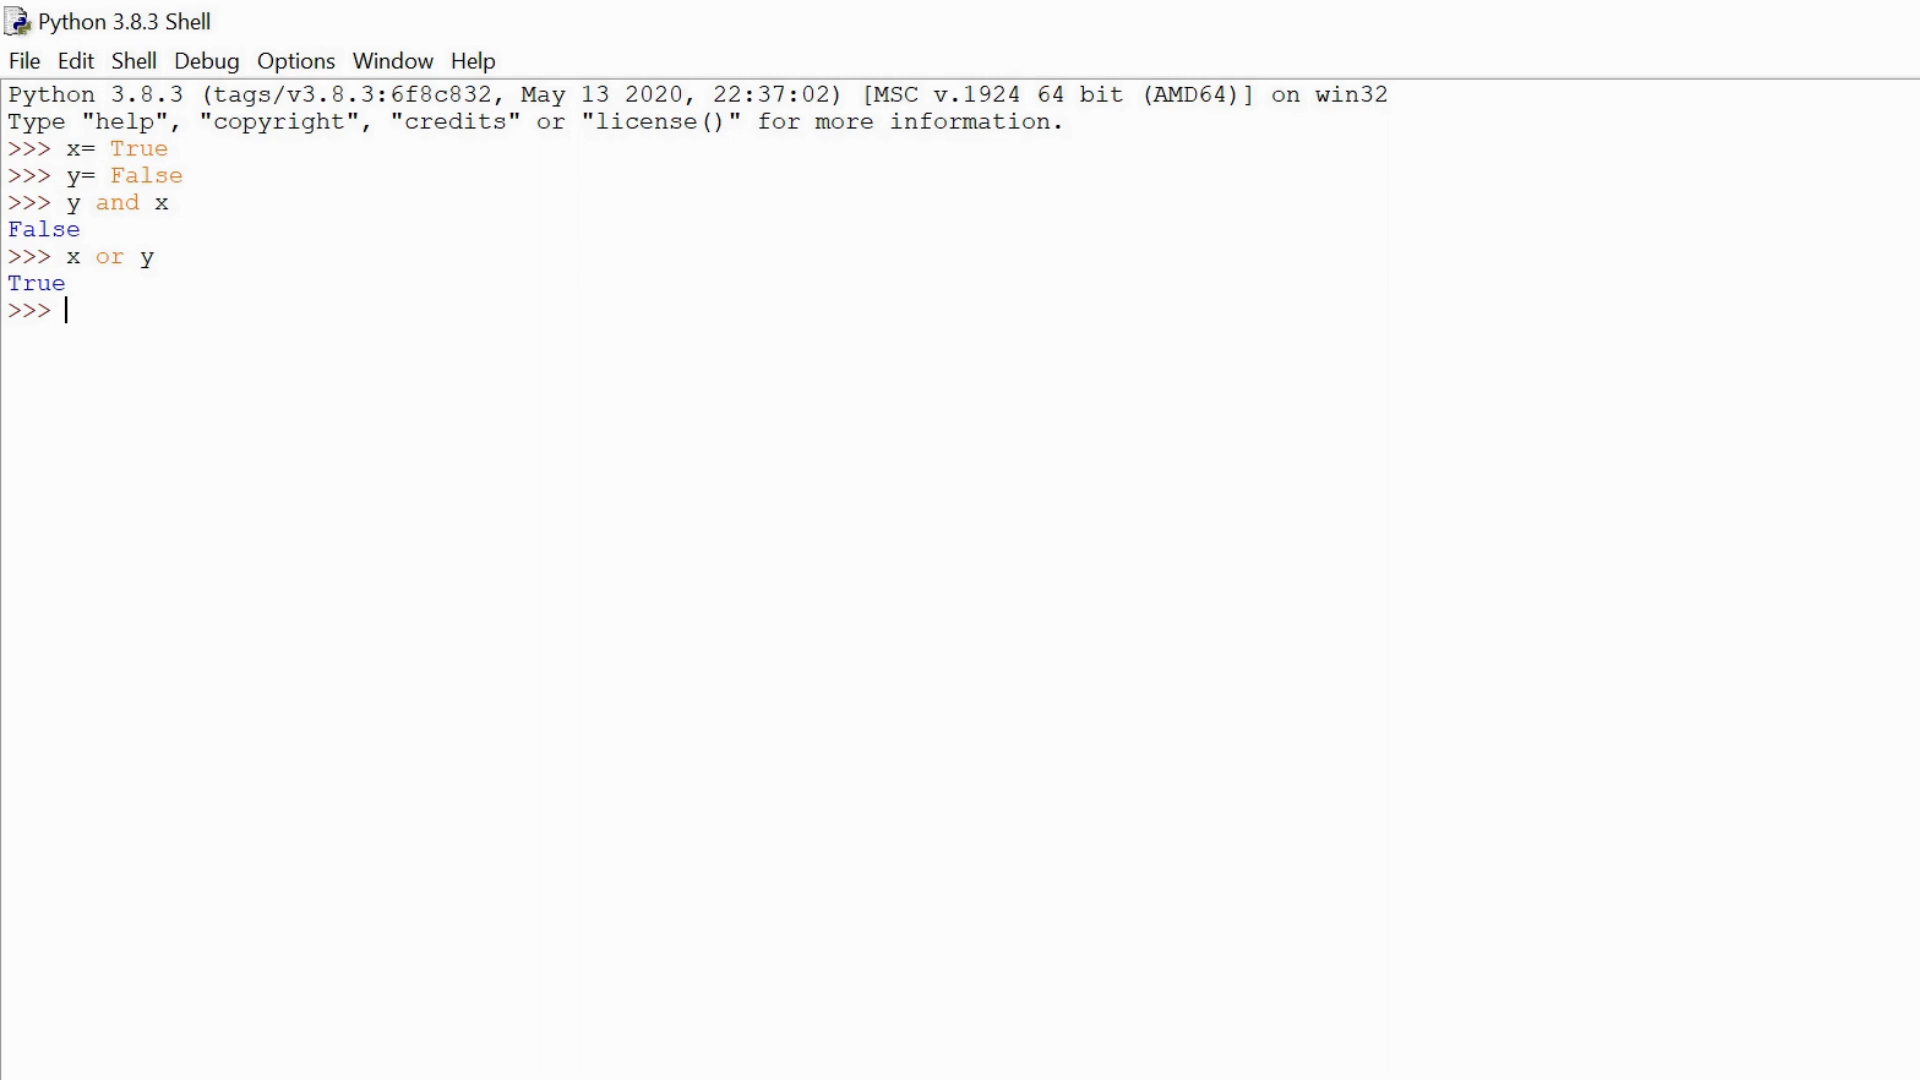 Python 3.8.3 Shell
File Edit Shell Debug Options Window Help
Python 3.8.3 (tags/v3.8.3:6f8c832, May 13 2020, 22:37:02) [MSC v.1924 64 bit (AMD64)] on win32
Type "help", "copyright", "credits" or "license()" for more information.
>>> x= True
>>> y= False
>>> y and x
False
>>> x or y
True
>>>